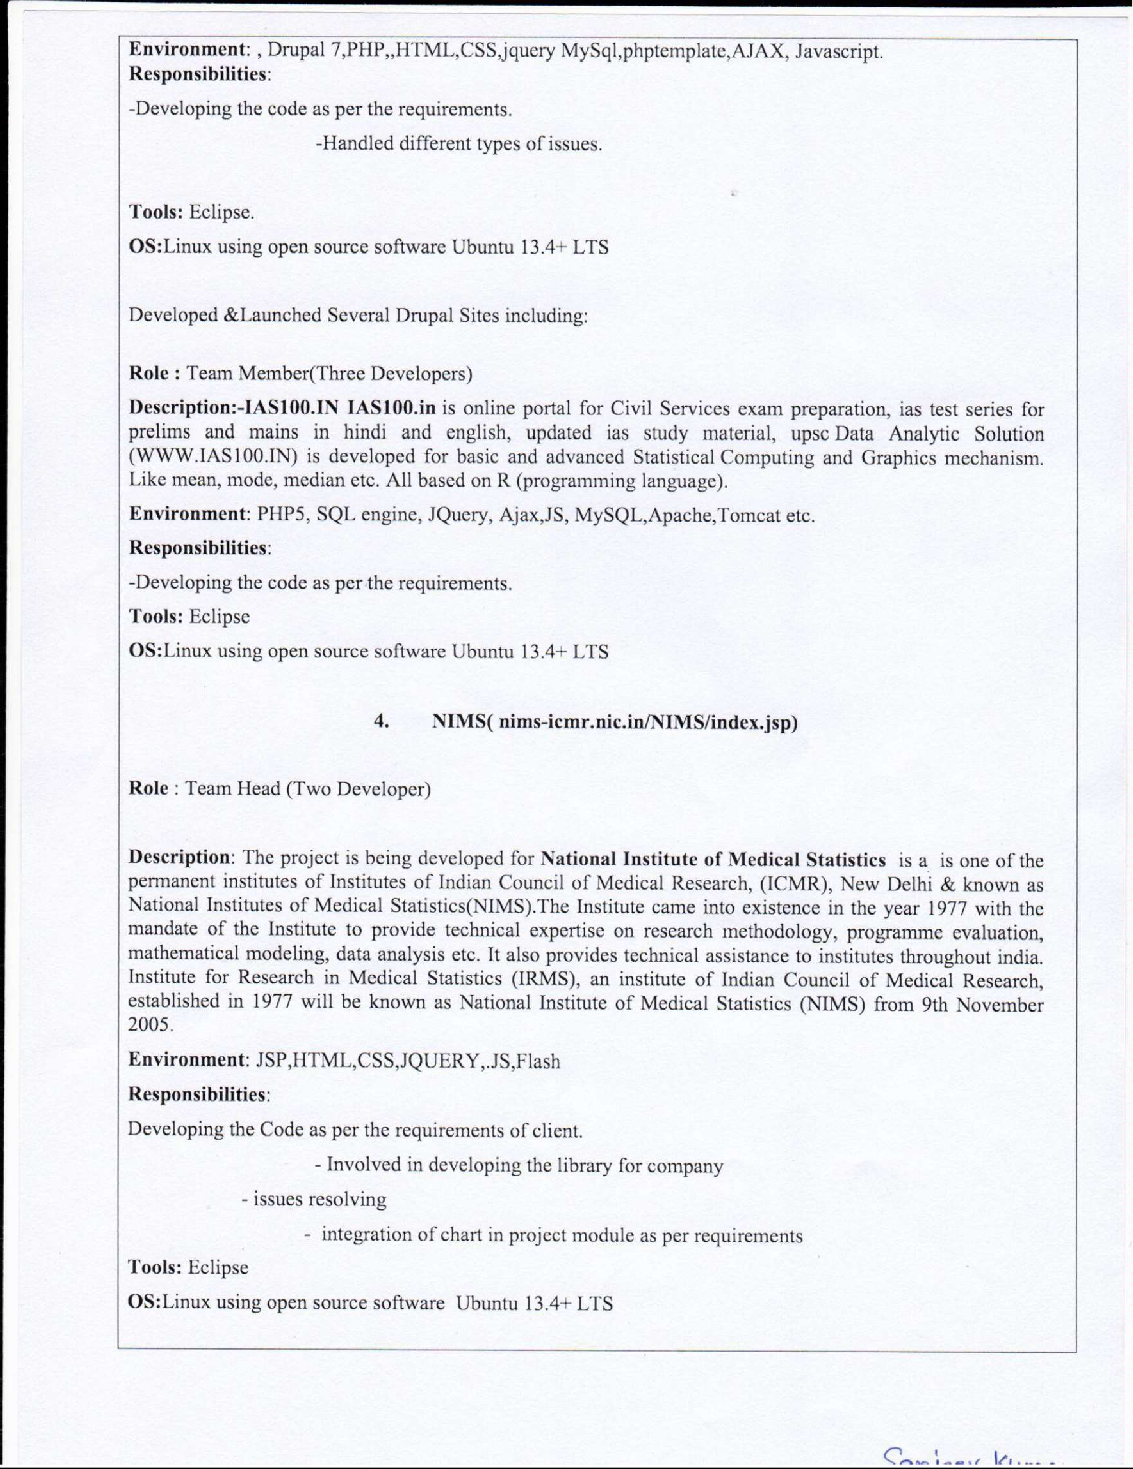 Environment: , Drupal 7,PHP,,HTML,CSS,jquery MySql,phptemplate,AJAX, Javascript.
Responsibilities:
-Developing the code as per the requirements.
-Handled different types of issues.
Tools: Eclipse.
OS:Linux using open source software Ubuntu 13.4+ LTS
Developed &Launched Several Drupal Sites including:
Role : Team Member(Three Developers)
Description:-IAS100.IN IAS100.in is online portal for Civil Services exam preparation, ias test series for
prelims and mains in hindi and english, updated ias study material, upsc Data Analytic Solution
(WWW.IAS100.IN) is developed for basic and advanced Statistical Computing and Graphics mechanism.
Like mean, mode, median etc. All based on R (programming language).
Environment: PHP5, SQL engine, JQuery, Ajax,JS, MySQL,Apache,Tomcat etc.
Responsibilities:
-Developing the code as per the requirements.
Tools: Eclipse
OS:Linux using open source software Ubuntu 13.4+ LTS
4. NIMS( nims-icmr.nic.in/NIMS/index.jsp)
Role : Team Head (Two Developer)
Description: The project is being developed for National Institute of Medical Statistics is a is one of the
permanent institutes of Institutes of Indian Council of Medical Research, (ICMR), New Delhi & known as
National Institutes of Medical Statistics(NIMS).The Institute came into existence in the year 1977 with the
mandate of the Institute to provide technical expertise on research methodology, programme evaluation,
mathematical modeling, data analysis etc. It also provides technical assistance to institutes throughout india.
Institute for Research in Medical Statistics (IRMS), an institute of Indian Council of Medical Research,
established in 1977 will be known as National Institute of Medical Statistics (NIMS) from 9th November
2005.
Environment: JSP,HTML,CSS,JQUERY,.JS,Flash
Responsibilities:
Developing the Code as per the requirements of client.
- Involved in developing the library for company
- issues resolving
- integration of chart in project module as per requirements
Tools: Eclipse
OS:Linux using open source software Ubuntu 13.4+ LTS